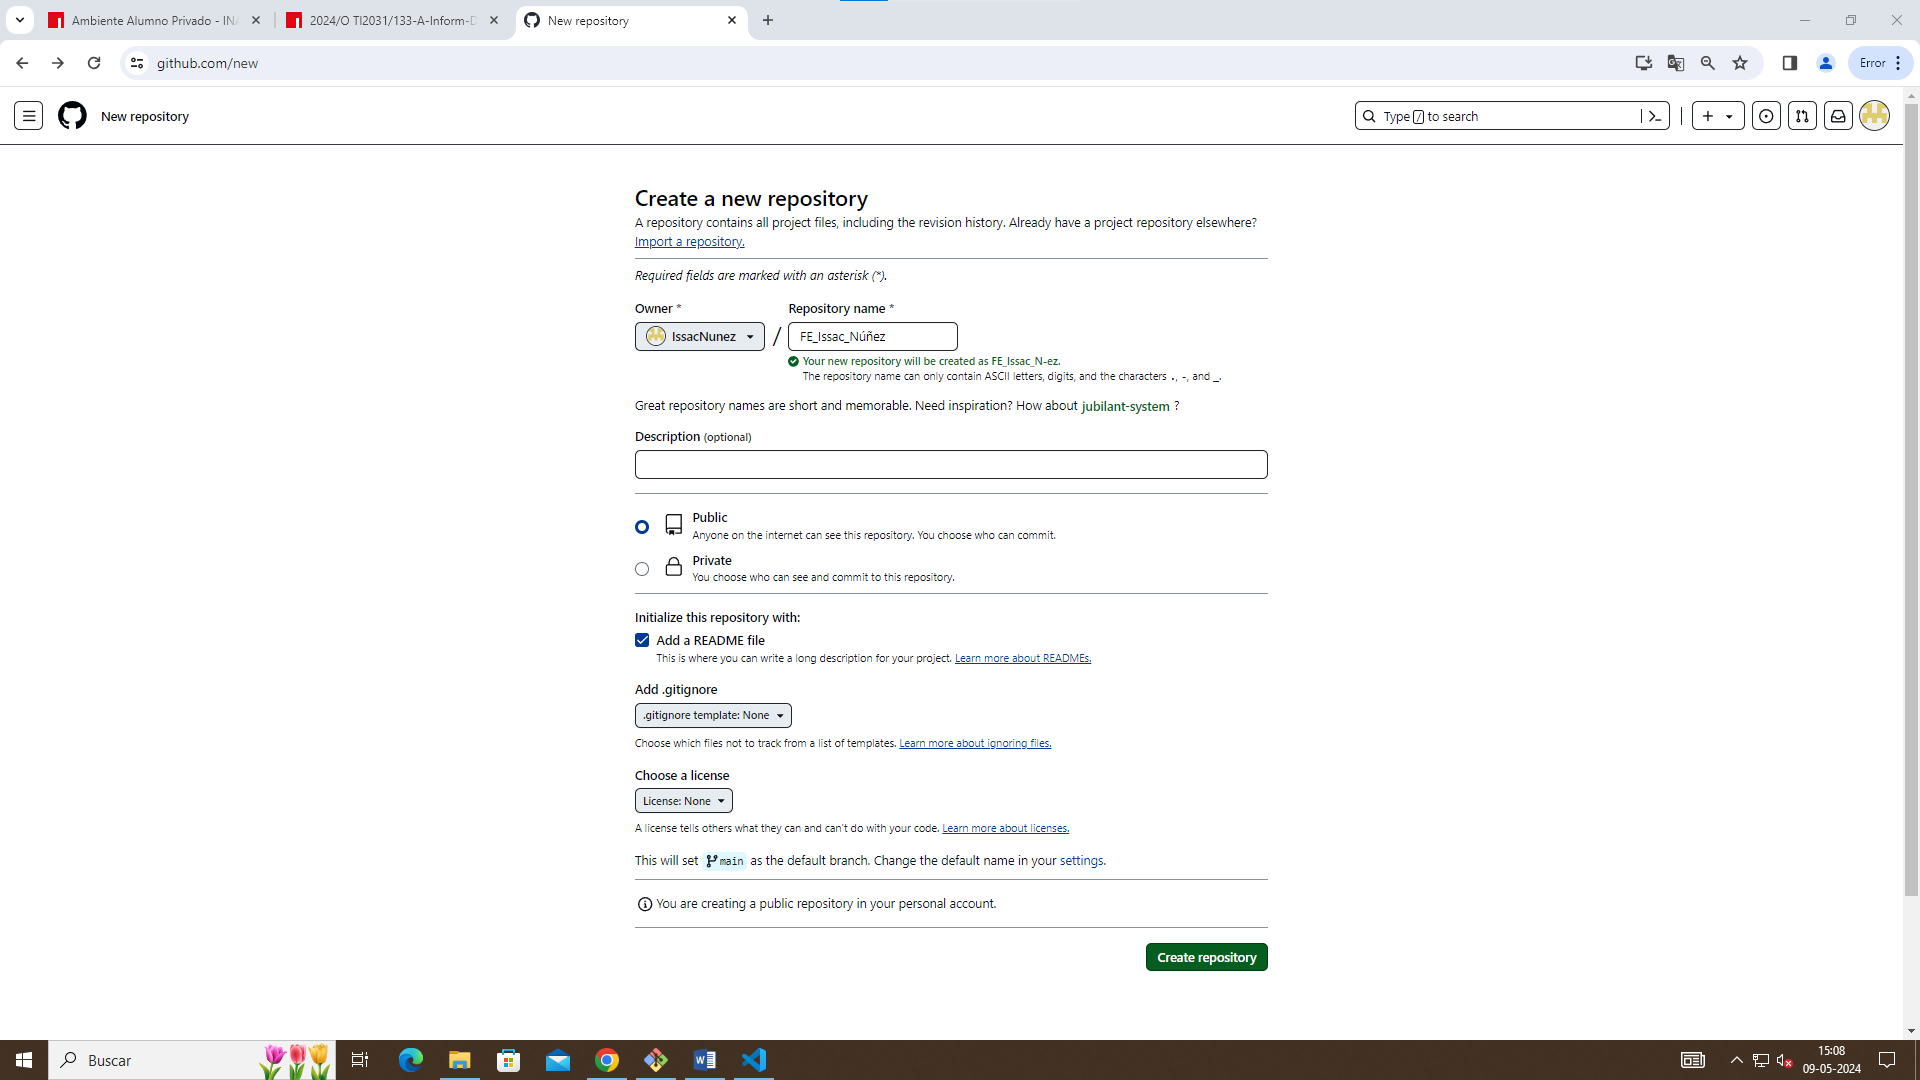 Ambiente Alumno Privado - INA
2024/O TI2031/133-A-Inform-D
New repository
github.com/new
Error
New repository
Type / to search
Create a new repository
A repository contains all project files, including the revision history. Already have a project repository elsewhere?
Import a repository.
Required fields are marked with an asterisk (*).
Owner * Repository name *
IssacNunez / FE_Issac_Núñez
Your new repository will be created as FE_Issac_N-ez.
The repository name can only contain ASCII letters, digits, and the characters ., -, and _.
Great repository names are short and memorable. Need inspiration? How about jubilant-system ?
Description (optional)
Public
Anyone on the internet can see this repository. You choose who can commit.
Private
You choose who can see and commit to this repository.
Initialize this repository with:
Add a README file
This is where you can write a long description for your project. Learn more about READMEs.
Add .gitignore
.gitignore template: None
Choose which files not to track from a list of templates. Learn more about ignoring files.
Choose a license
License: None
A license tells others what they can and can't do with your code. Learn more about licenses.
This will set main as the default branch. Change the default name in your settings.
You are creating a public repository in your personal account.
Create repository
Buscar
15:08
09-05-2024